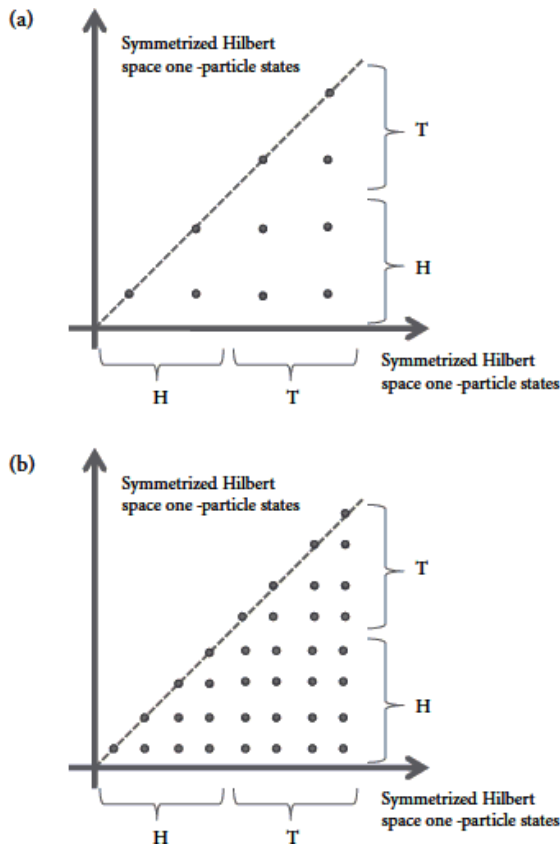 (a)
Symmetrized Hilbert
space one -particle states
T
H
Symmetrized Hilbert
space one -particle states
H
T
(b)
Symmetrized Hilbert
space one -particle states
T
H
Symmetrized Hilbert
space one -particle states
H
T